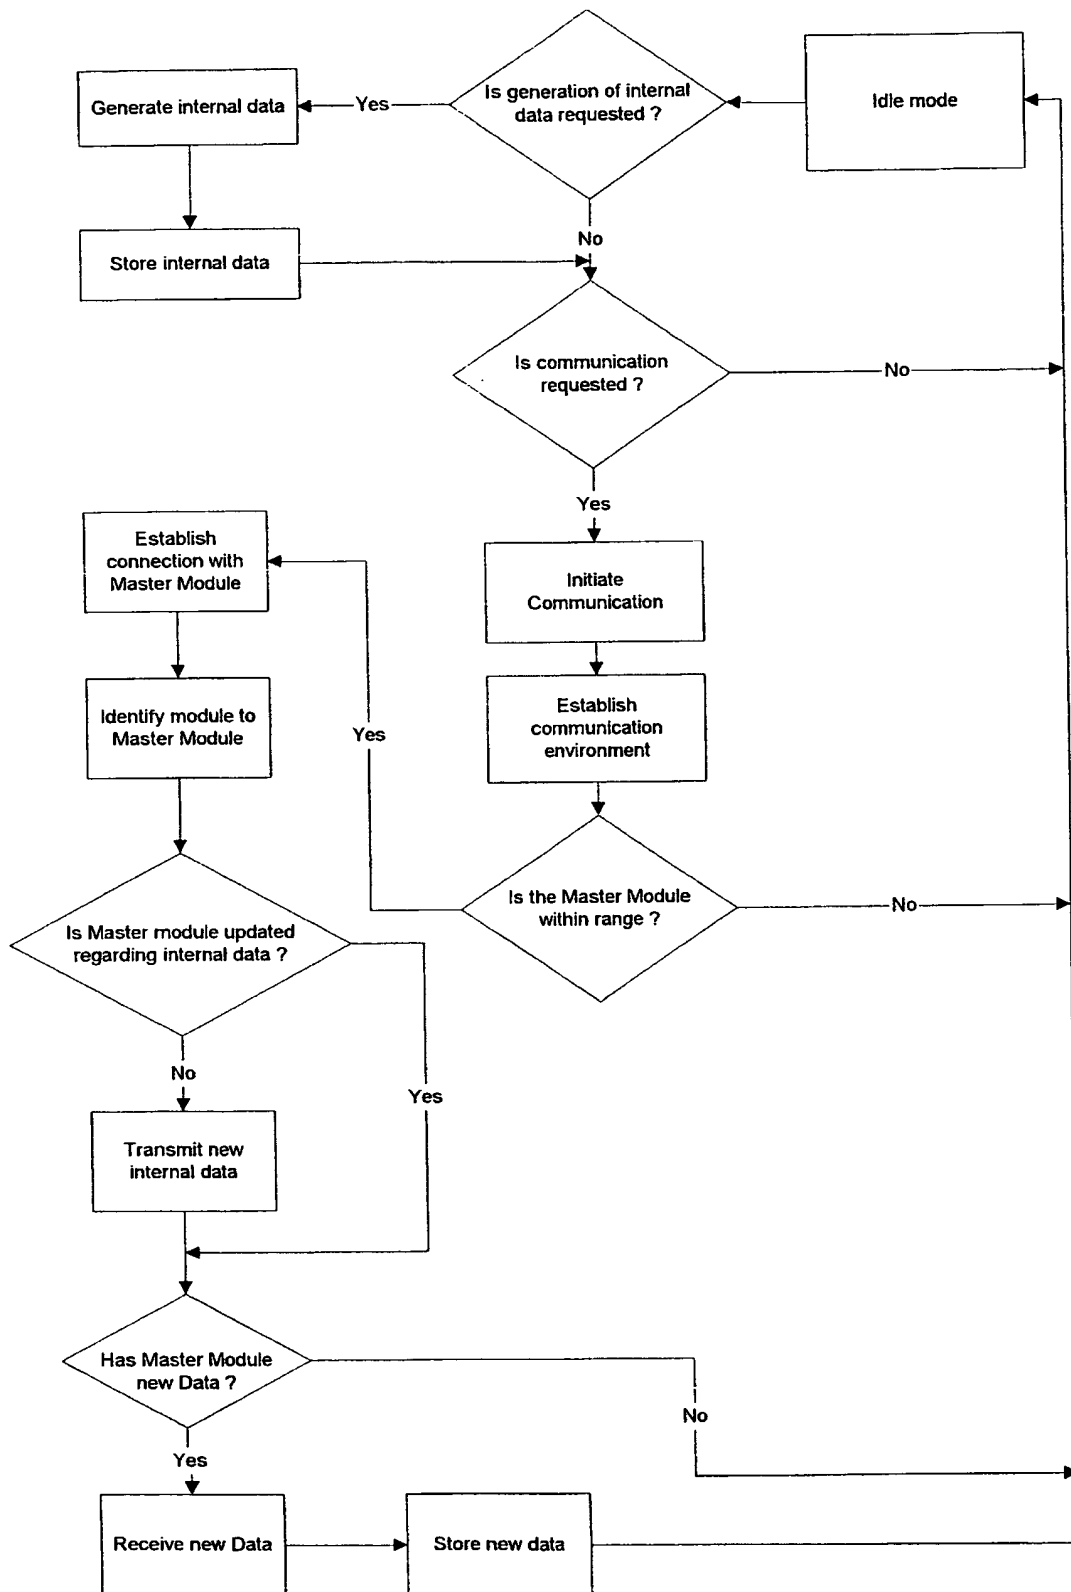 Is generation of internal
data requested ?
Idle mode
Yes
Generate internal data
No
Store internal data
Is communication
requested ?
No
Yes
Initiate
Communication
Establish
communication
environment
Is the Master Module
within range ?
No
Yes
Establish
connection with
Master Module
Identify module to
Master Module
Is Master module updated
regarding internal data ?
No
Yes
Transmit new
internal data
Has Master Module
new Data ?
No
Yes
Receive new Data
Store new data